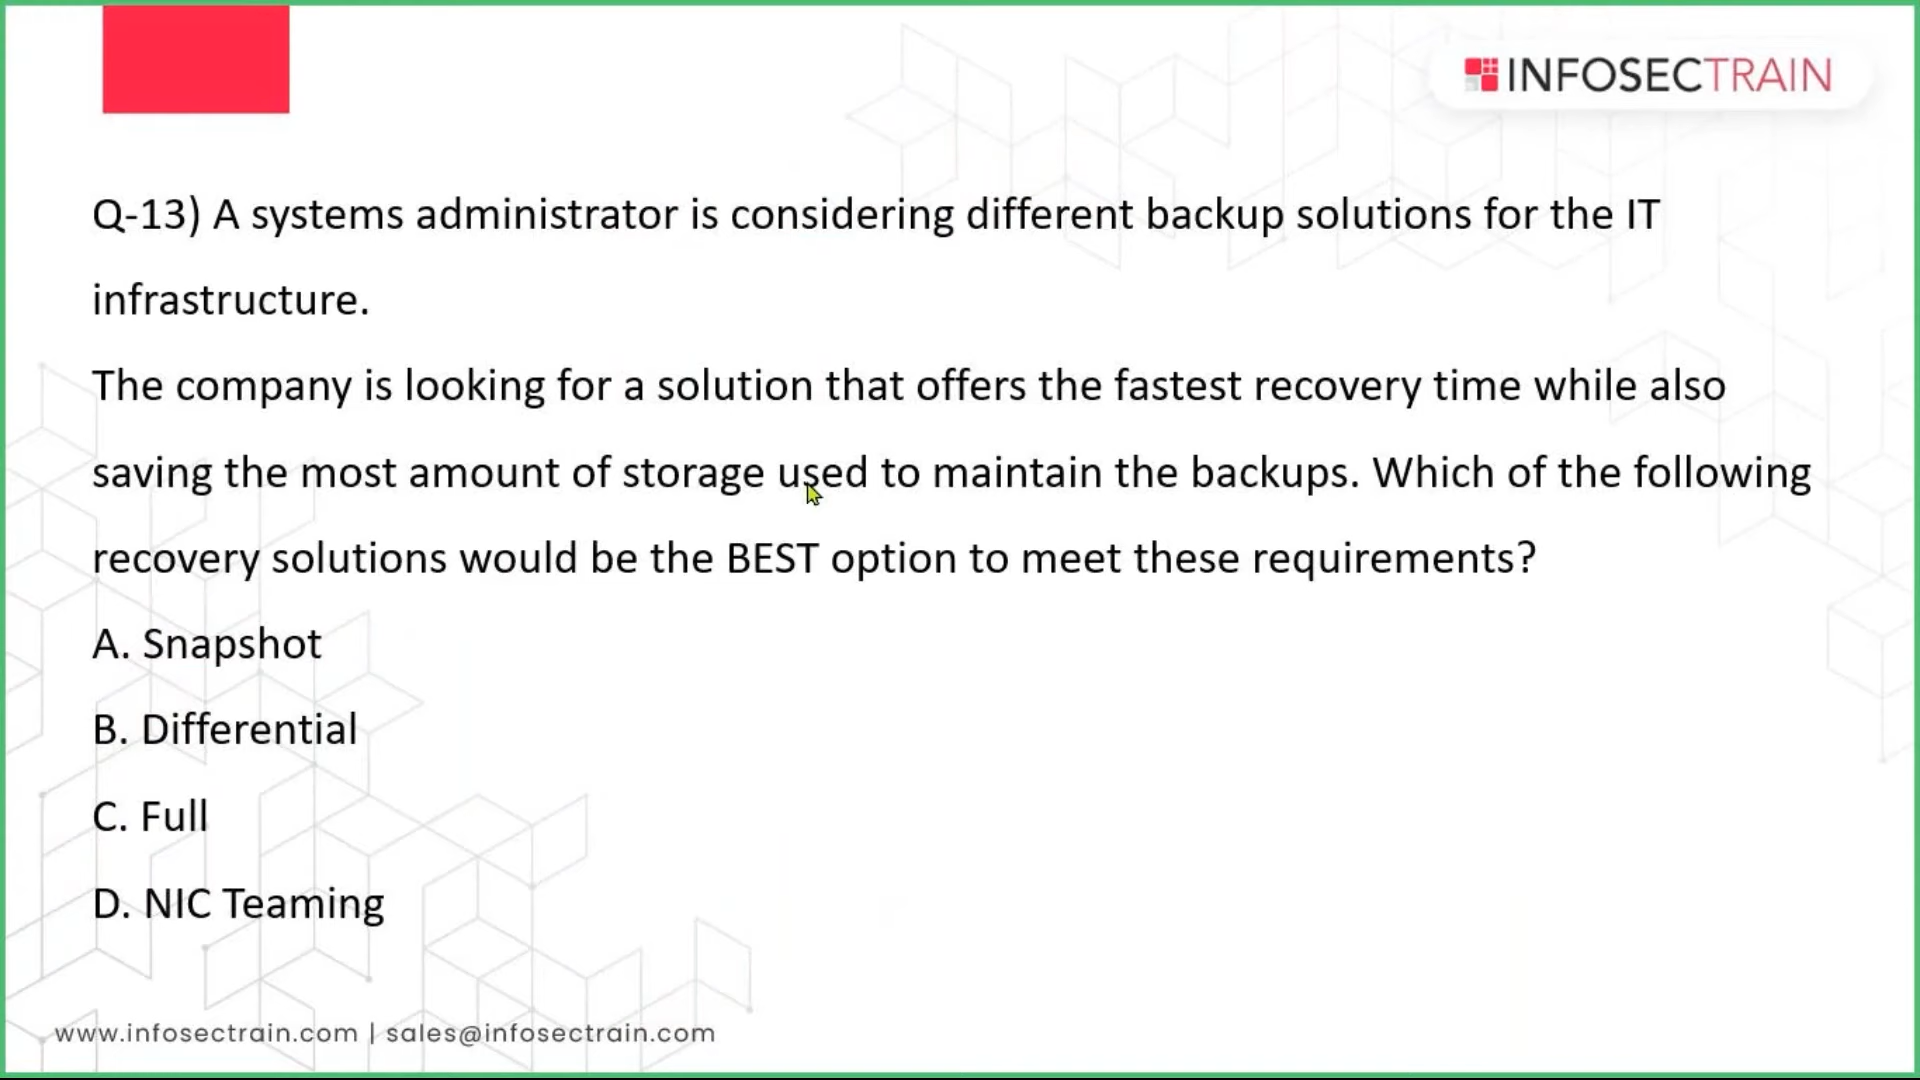 INFOSECTRAIN
Q-13) A systems administrator is considering different backup solutions for the IT
infrastructure.
The company is looking for a solution that offers the fastest recovery time while also
saving the most amount of storage used to maintain the backups. Which of the following
recovery solutions would be the BEST option to meet these requirements?
A. Snapshot
B. Differential
C. Full
D. NIC Teaming
www.infosectrain.com | sales@infosectrain.com